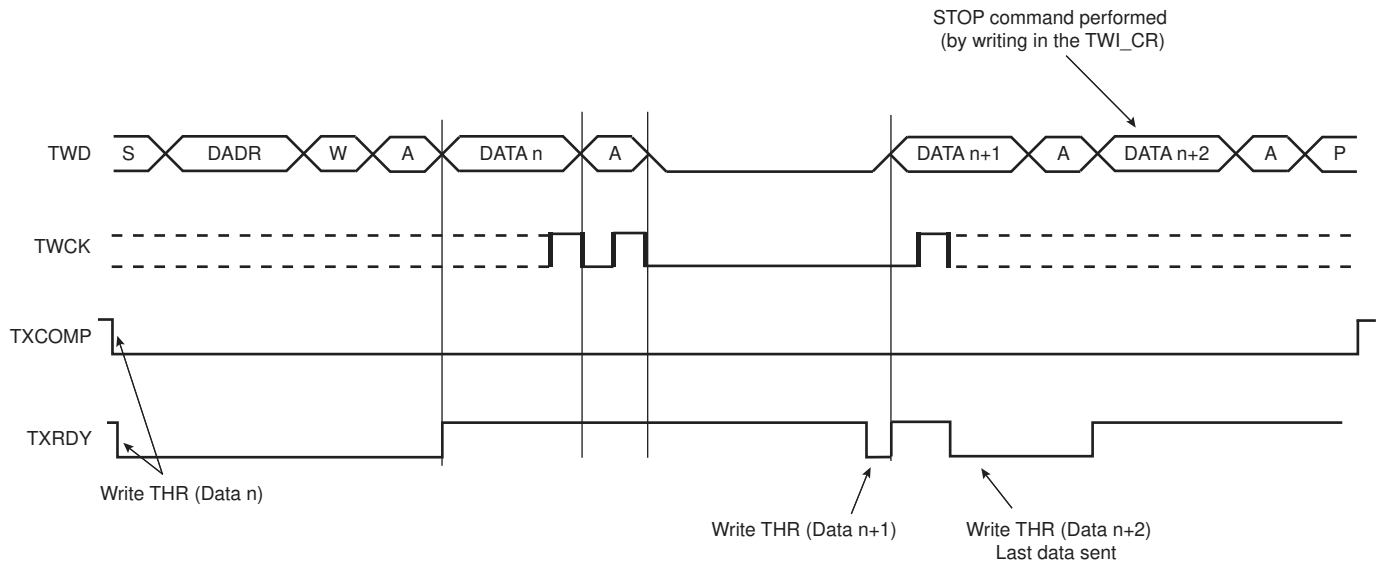 STOP command performed
(by writing in the TWI_CR)
TWD S DADR W A DATA n A DATA n+1 A DATA n+2 A P
TWCK
TXCOMP
TXRDY
Write THR (Data n)
Write THR (Data n+1) Write THR (Data n+2)
Last data sent